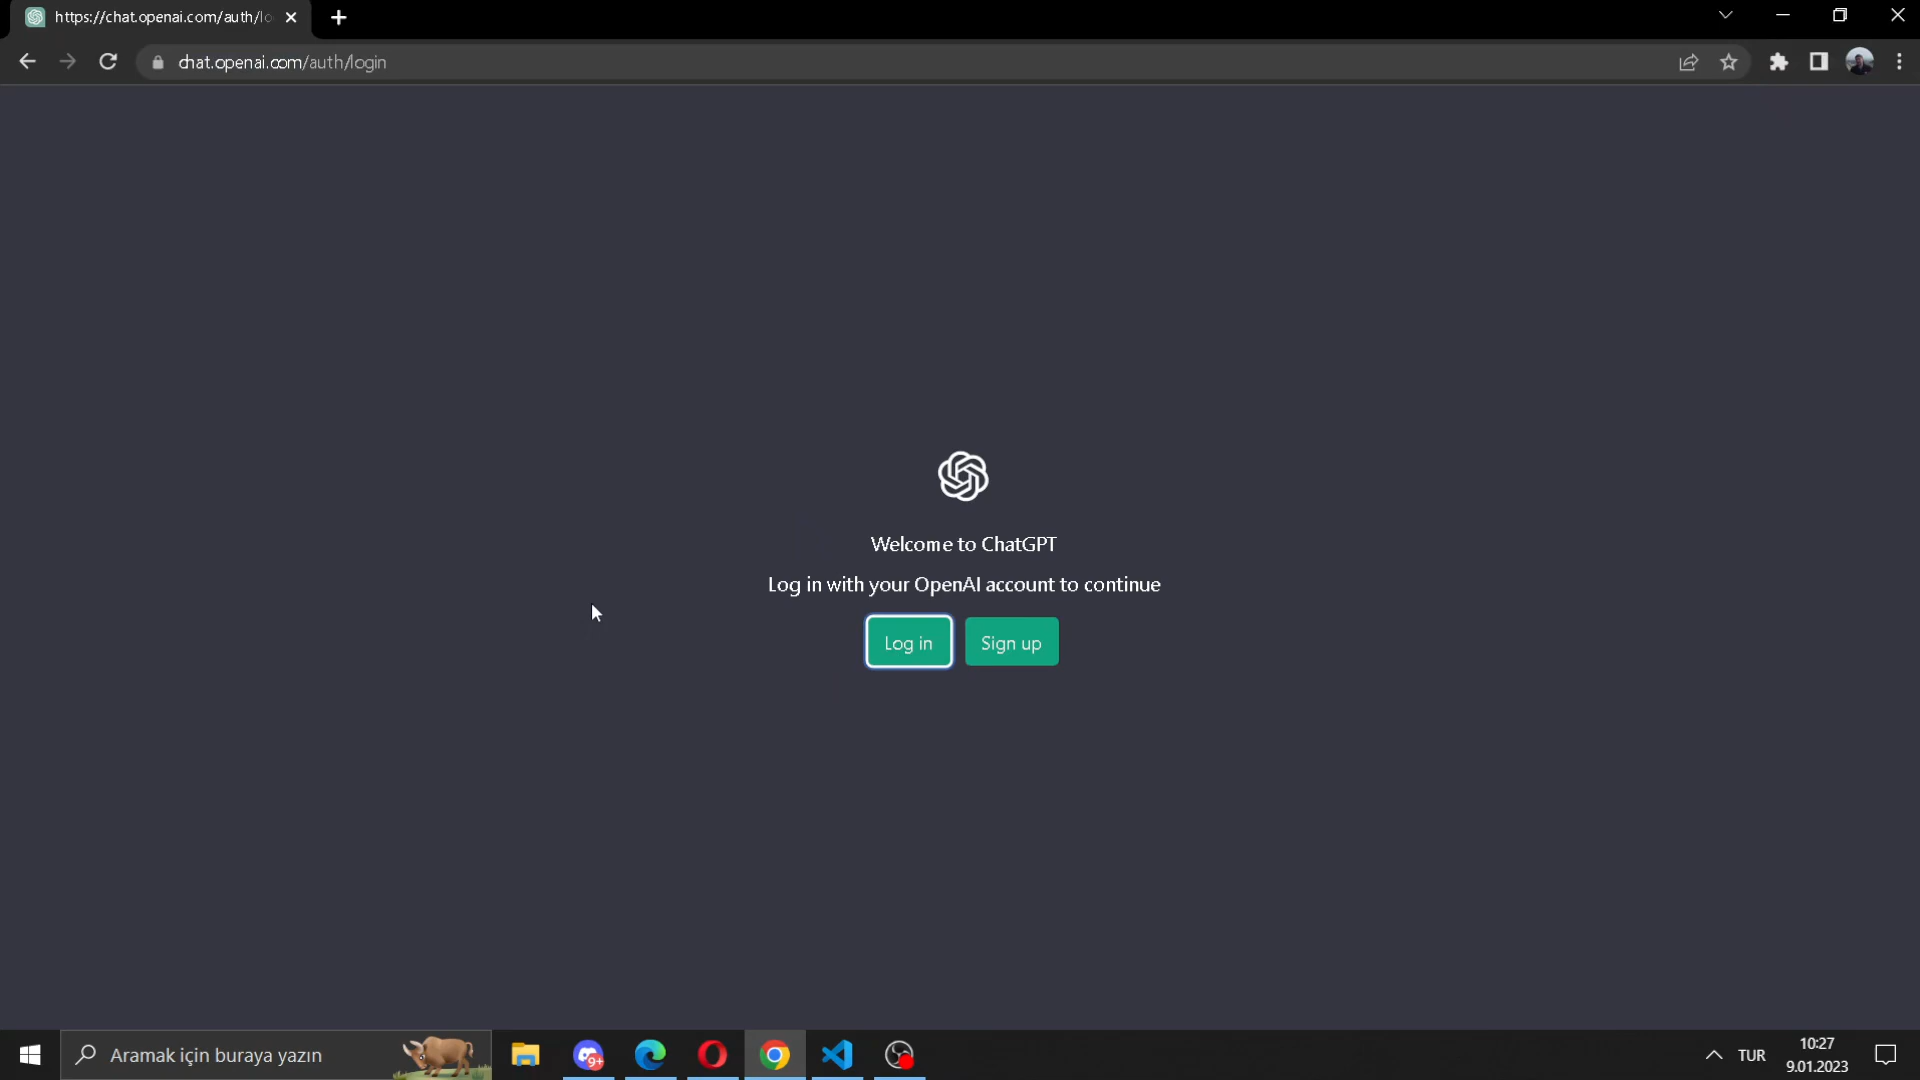 https://chat.openai.com/auth/lo
chat.openai.com/auth/login
Welcome to ChatGPT
Log in with your OpenAI account to continue
Log in
Sign up
Aramak için buraya yazın
9+
TUR
10:27
9.01.2023